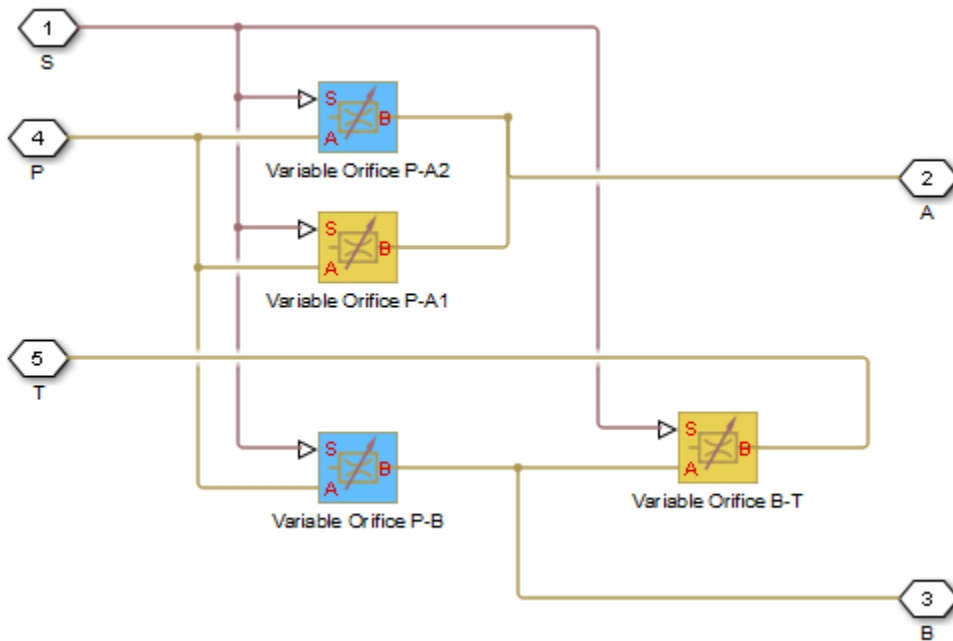 1
S
S
B
A
Variable Orifice P-A2
4
P
2
A
S
B
A
Variable Orifice P-A1
5
T
S
B
A
Variable Orifice P-B
S
B
A
Variable Orifice B-T
3
B